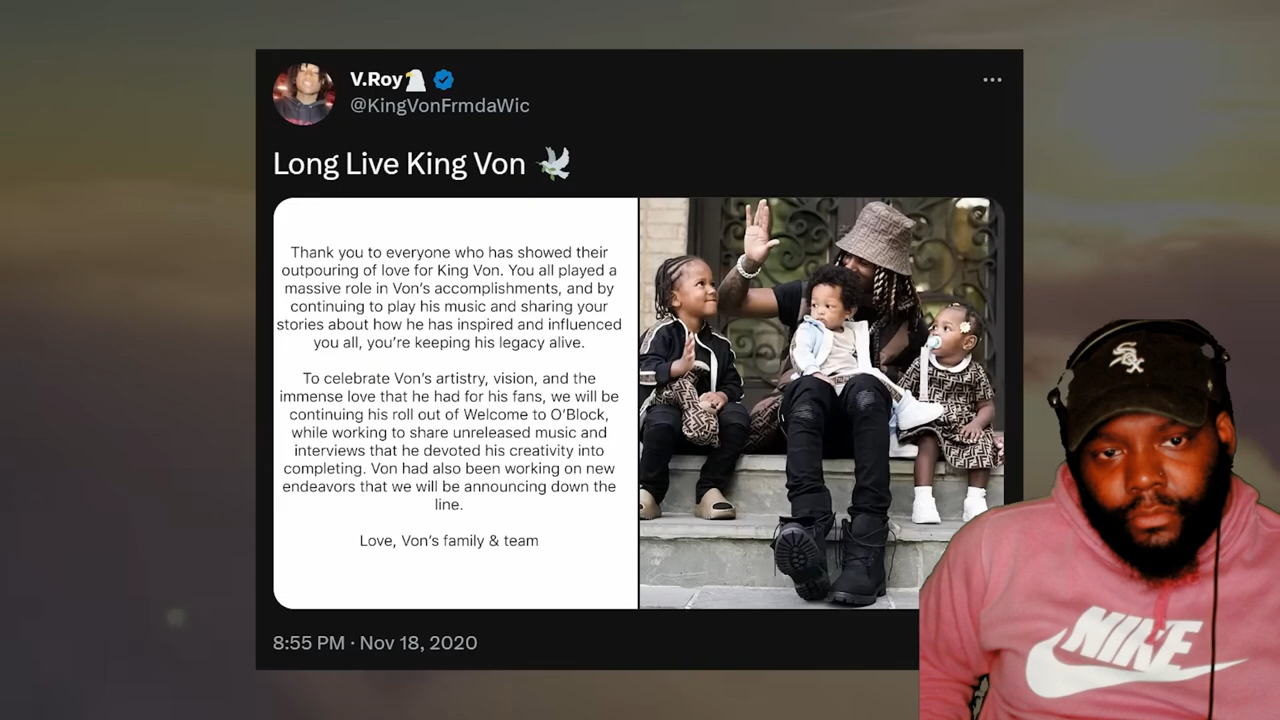 V.Roy
@KingVonFrmdaWic
Long Live King Von 🕊
Thank you to everyone who has showed their
outpouring of love for King Von. You all played a
massive role in Von's accomplishments, and by
continuing to play his music and sharing your
stories about how he has inspired and influenced
you all, you're keeping his legacy alive.
To celebrate Von's artistry, vision, and the
immense love that he had for his fans, we will be
continuing his roll out of Welcome to O'Block,
while working to share unreleased music and
interviews that he devoted his creativity into
completing. Von had also been working on new
endeavors that we will be announcing down the
line.
Love, Von's family & team
8:55 PM · Nov 18, 2020
Sox
NIKE